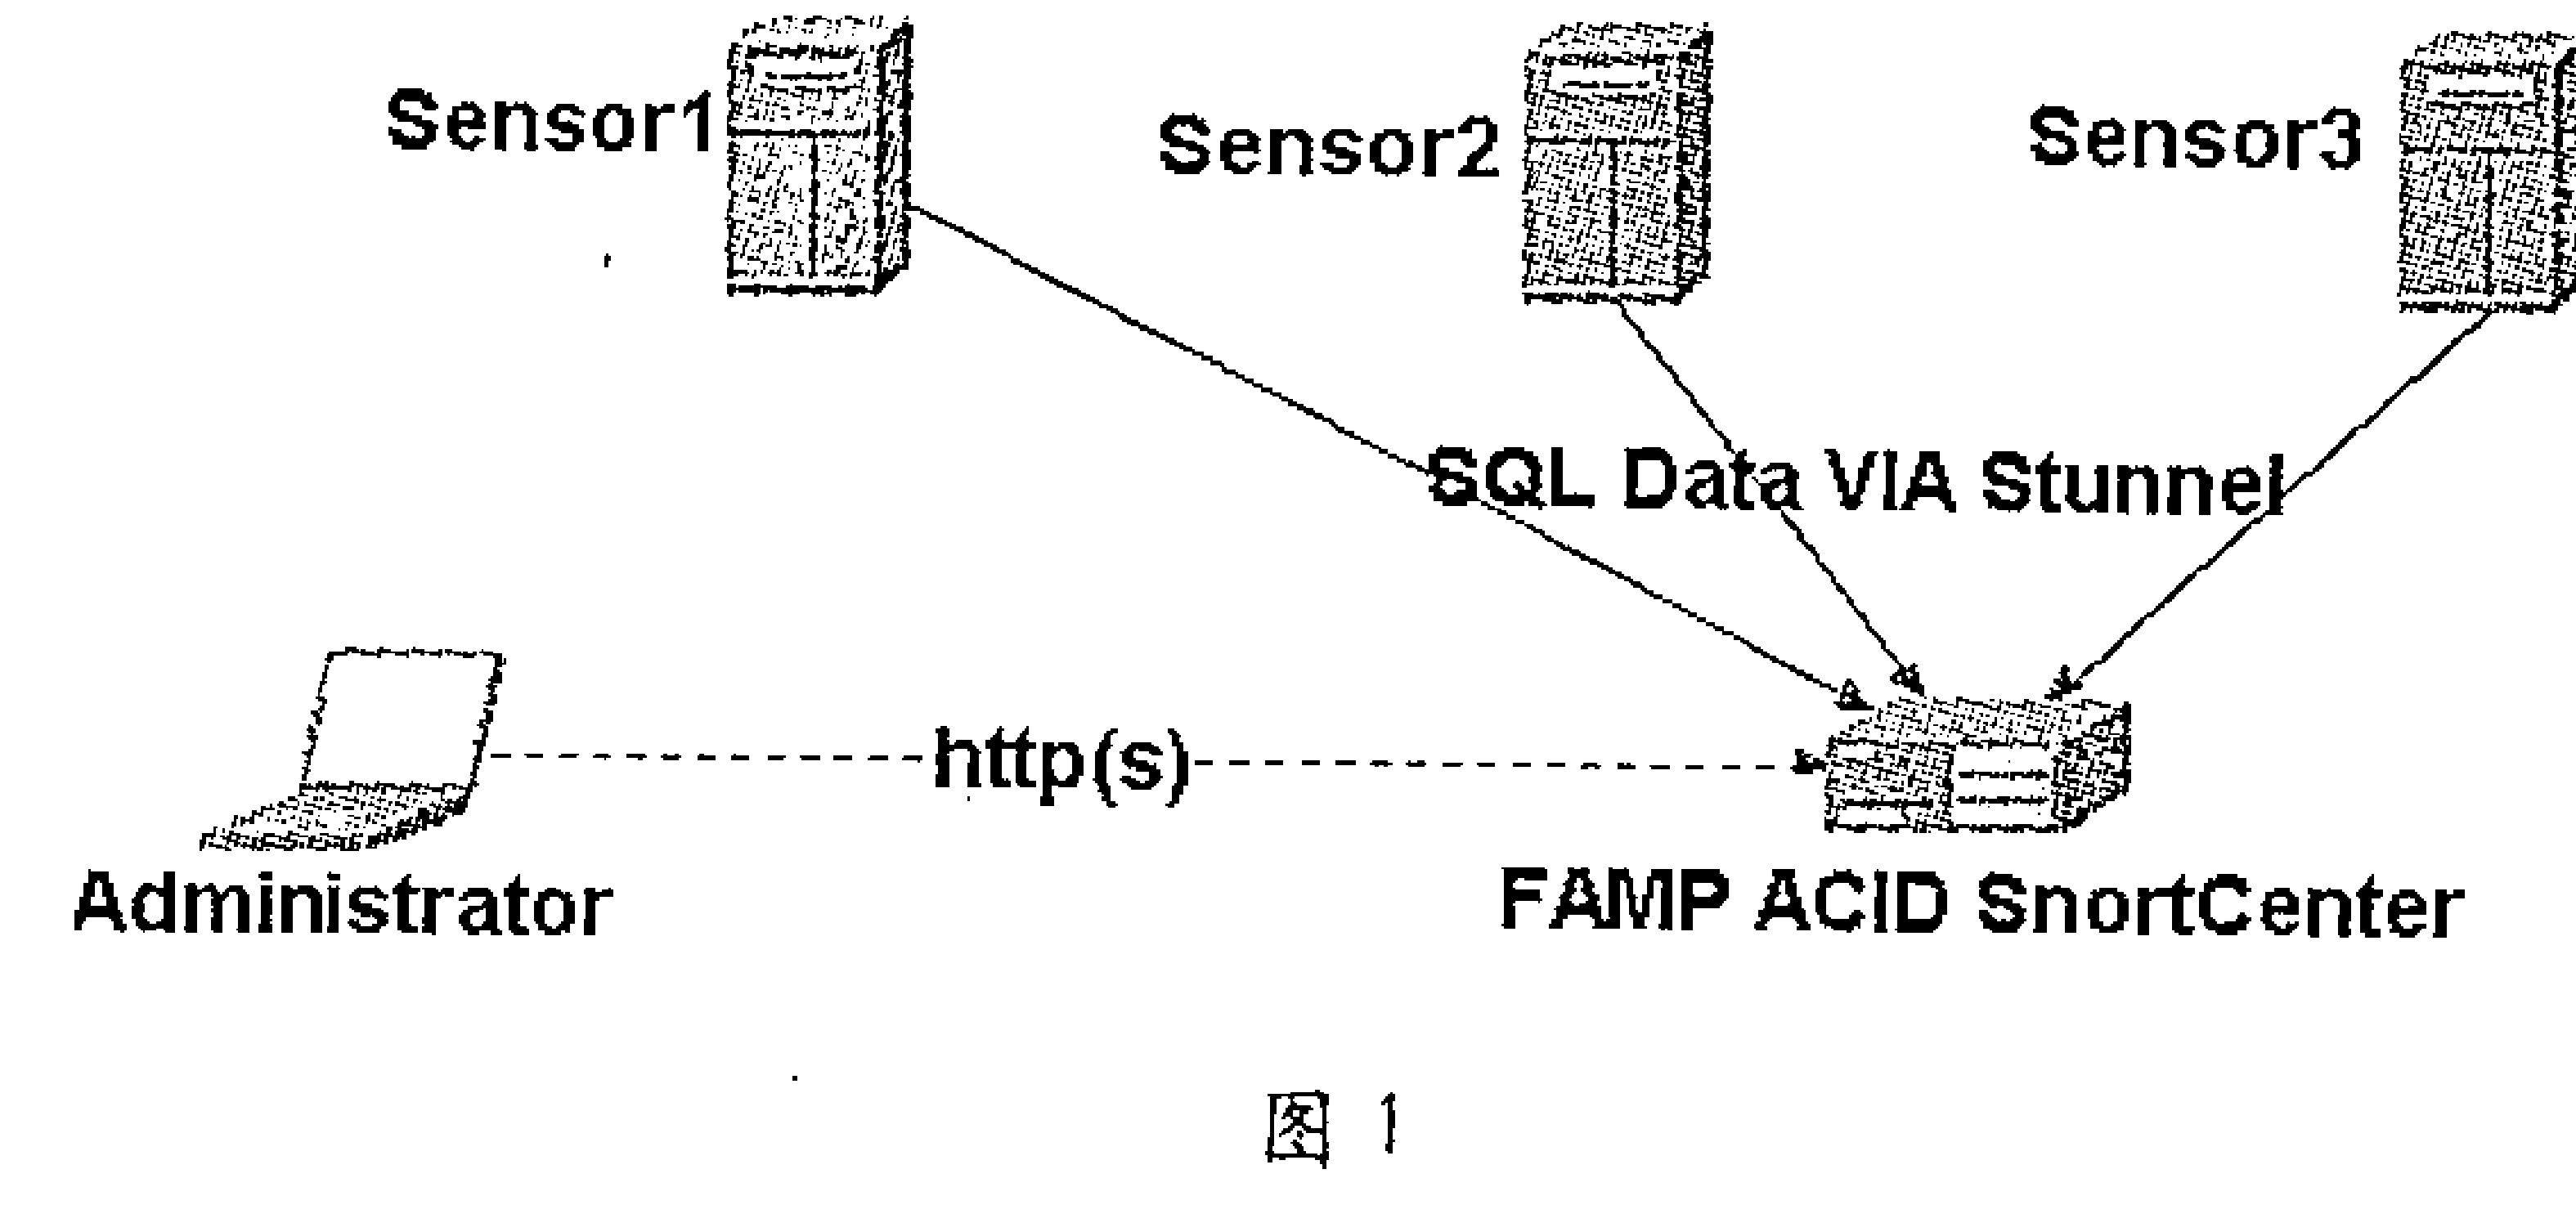 Sensor1
Sensor2
Sensor3
SQL Data VIA Stunnel
http(s)
Administrator
FAMP ACID SnortCenter
图 1